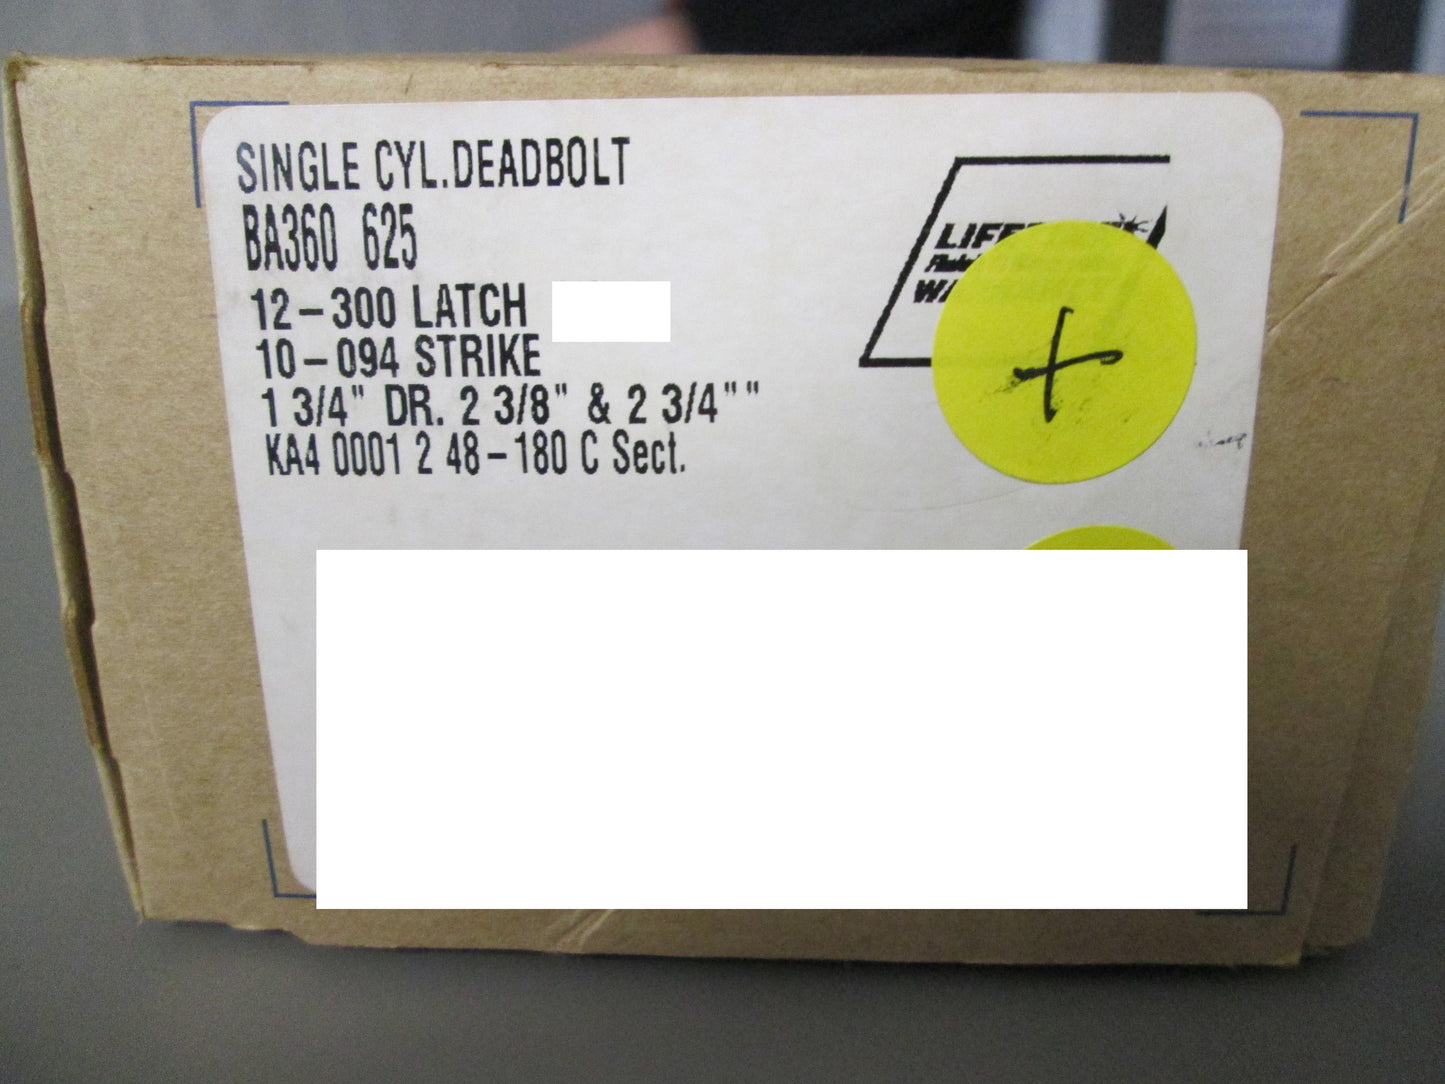 SINGLE CYL.DEADBOLT
BA360 625
12-300 LATCH
10-094 STRIKE
1 3/4" DR. 2 3/8" & 2 3/4""
KA4 0001 2 48-180 C Sect.
+